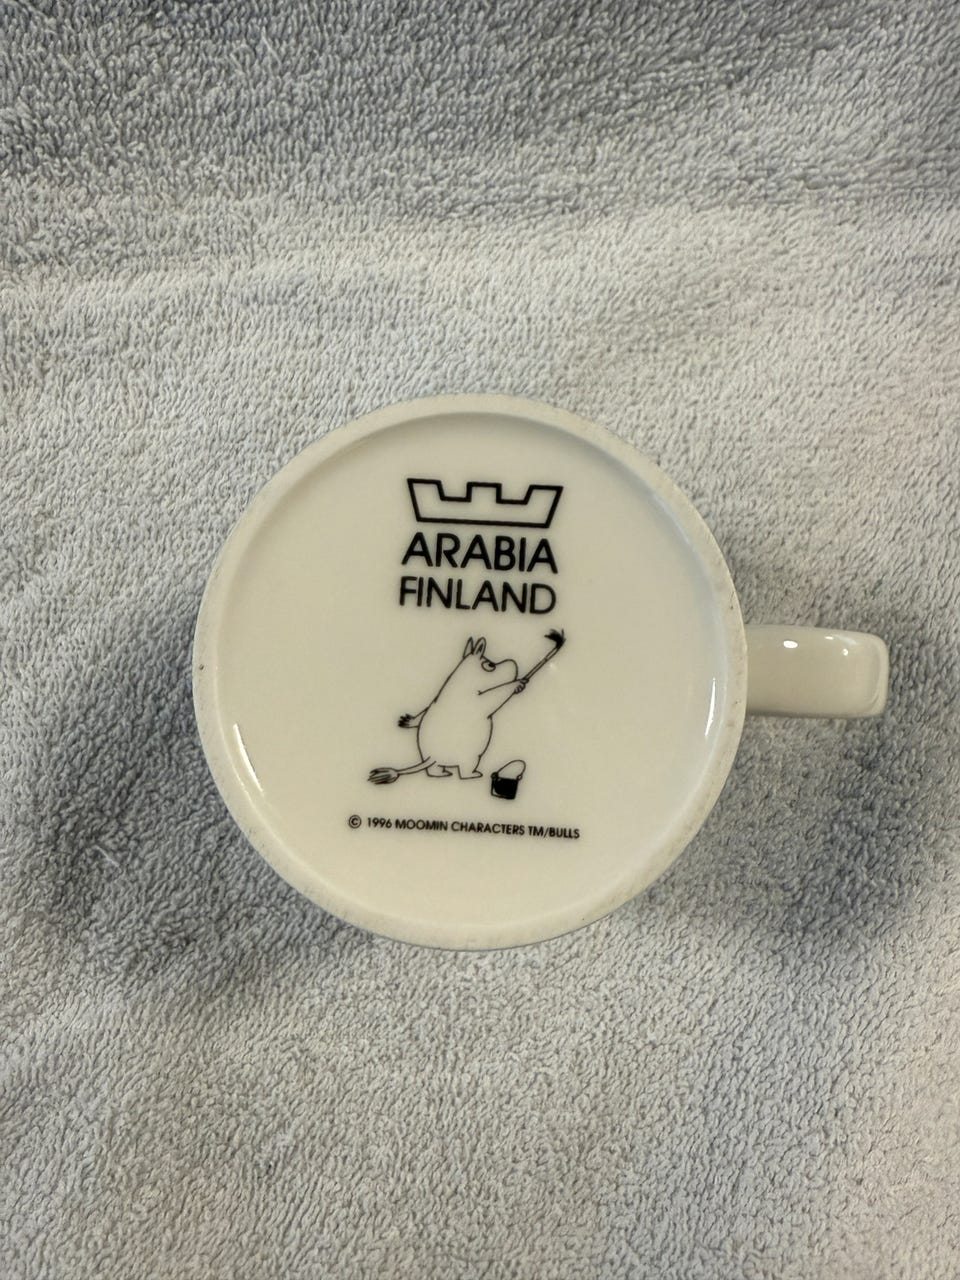 ARABIA
FINLAND
© 1996 MOOMIN CHARACTERS TM/BULLS